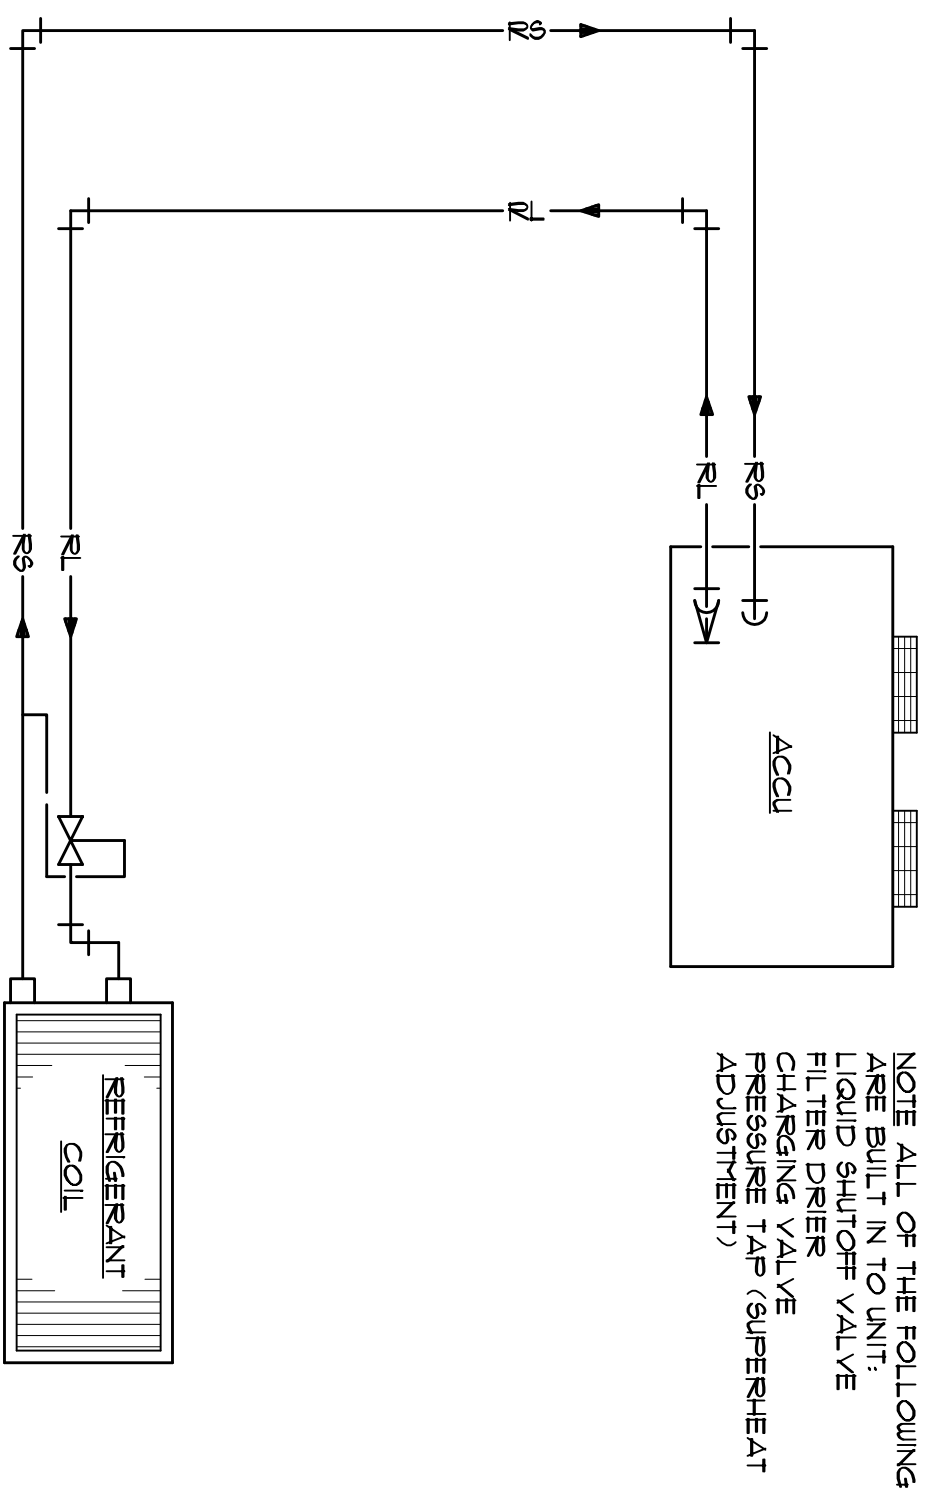 NOTE ALL OF THE FOLLOWING
ARE BUILT IN TO UNIT:
LIQUID SHUTOFF VALVE
FILTER DRIER
CHARGING VALVE
PRESSURE TAP (SUPERHEAT
ADJUSTMENT)
ACCU
RS
RL
RS
RL
RL
RS
REFRIGERANT
COIL